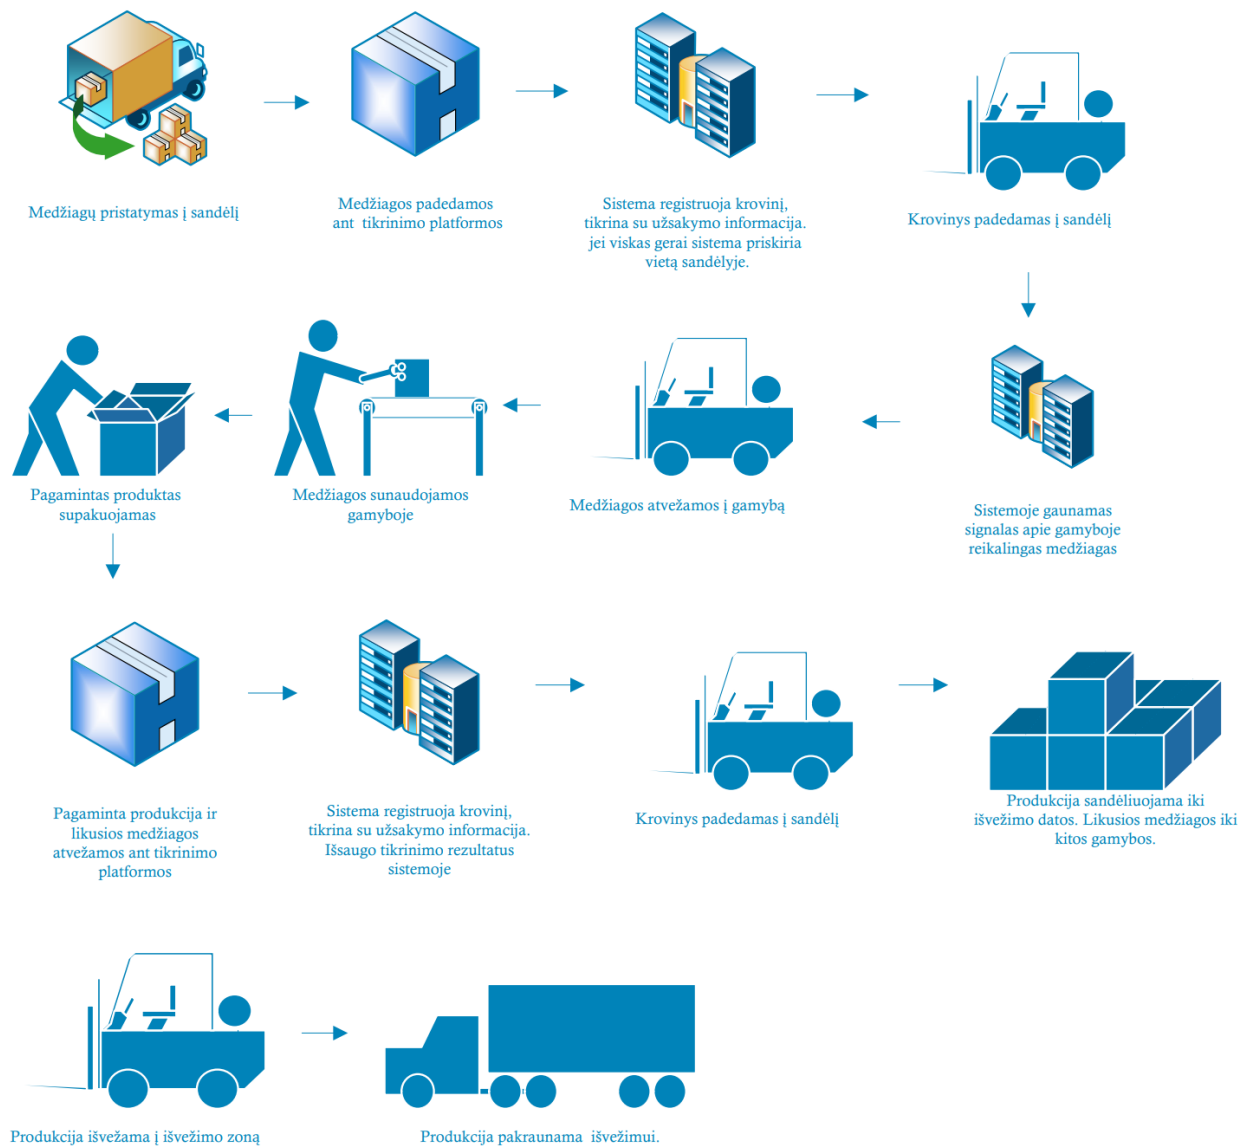 Medžiagų pristatymas į sandėlį
Medžiagos padedamos
ant tikrinimo platformos
Sistema registruoja krovinį,
tikrina su užsakymo informacija.
jei viskas gerai sistema priskiria
vietą sandėlyje.
Krovinys padedamas į sandėlį
Sistemoje gaunamas
signalas apie gamyboje
reikalingas medžiagas
Medžiagos atvežamos į gamybą
Medžiagos sunaudojamos
gamyboje
Pagamintas produktas
supakuojamas
Pagaminta produkcija ir
likusios medžiagos
atvežamos ant tikrinimo
platformos
Sistema registruoja krovinį,
tikrina su užsakymo informacija.
Išsaugo tikrinimo rezultatus
sistemoje
Krovinys padedamas į sandėlį
Produkcija sandėliuojama iki
išvežimo datos. Likusios medžiagos iki
kitos gamybos.
Produkcija išvežama į išvežimo zoną
Produkcija pakraunama išvežimui.